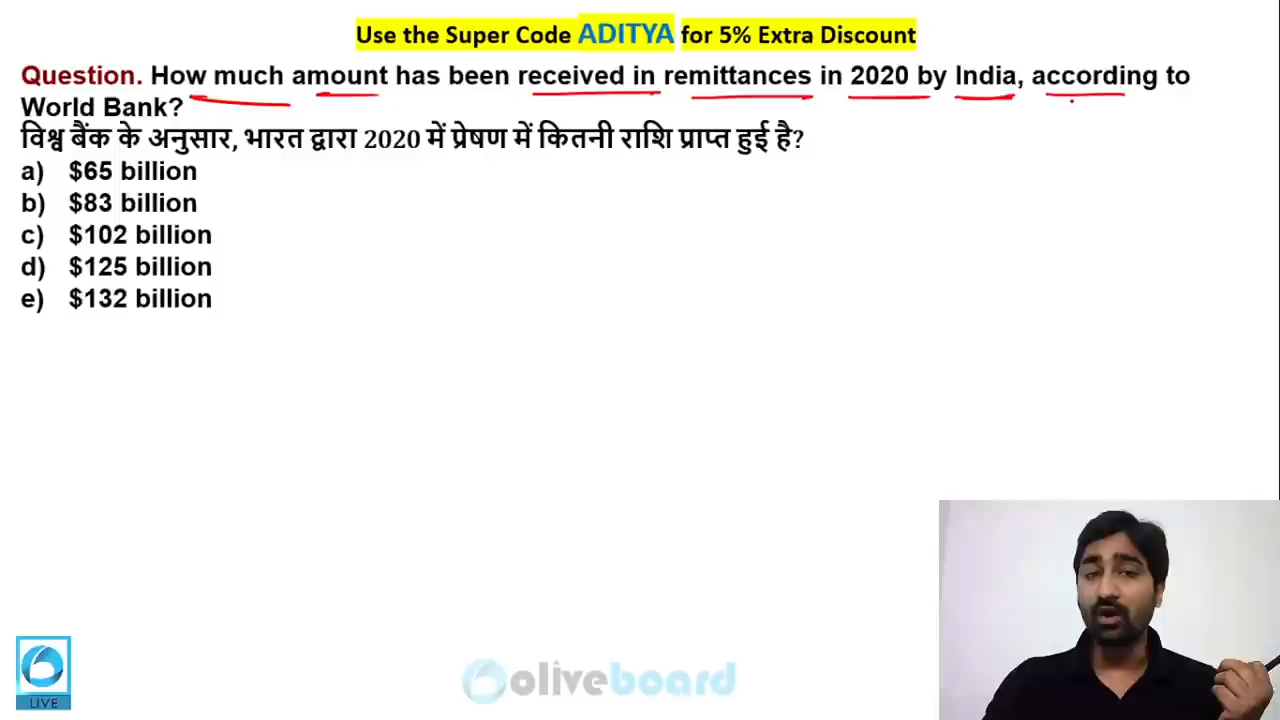 Use the Super Code ADITYA for 5% Extra Discount
Question. How much amount has been received in remittances in 2020 by India, according to
World Bank?
विश्व बैंक के अनुसार, भारत द्वारा 2020 में प्रेषण में कितनी राशि प्राप्त हुई है?
a) $65 billion
b) $83 billion
c) $102 billion
d) $125 billion
e) $132 billion
LIVE
oliveboard